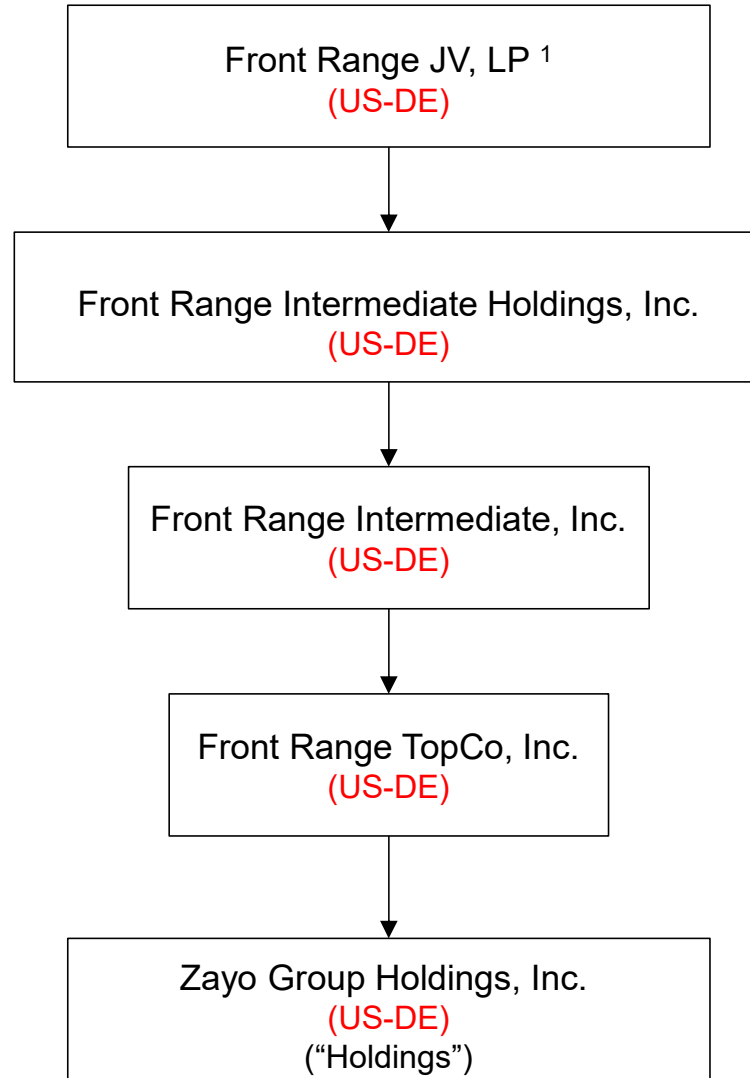 Front Range JV, LP 1
(US-DE)
Front Range Intermediate Holdings, Inc.
(US-DE)
Front Range Intermediate, Inc.
(US-DE)
Front Range TopCo, Inc.
(US-DE)
Zayo Group Holdings, Inc.
(US-DE)
(“Holdings”)